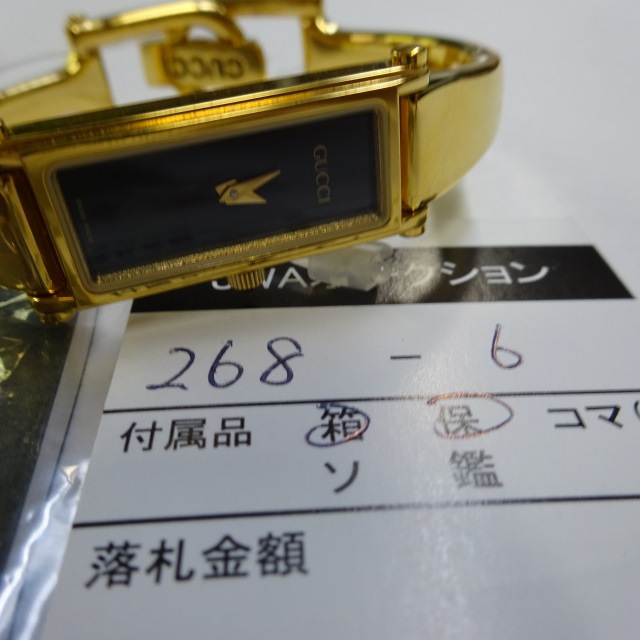 GUCCI
GUCCI
クション
268 - 6
付属品 箱 保 コマ(
ソ 鑑
落札金額